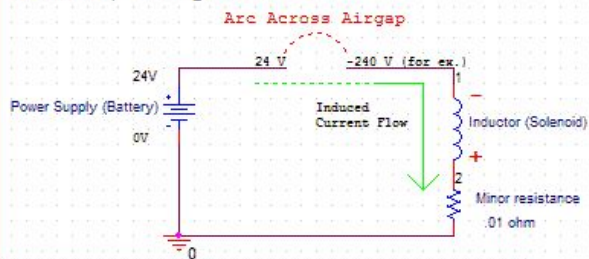 Arc Across Airgap
24 V
-240 V (for ex.)
24V
1
-
+
Power Supply (Battery)
-
Induced
Current Flow
Inductor (Solenoid)
0V
+
2
Minor resistance
.01 ohm
0